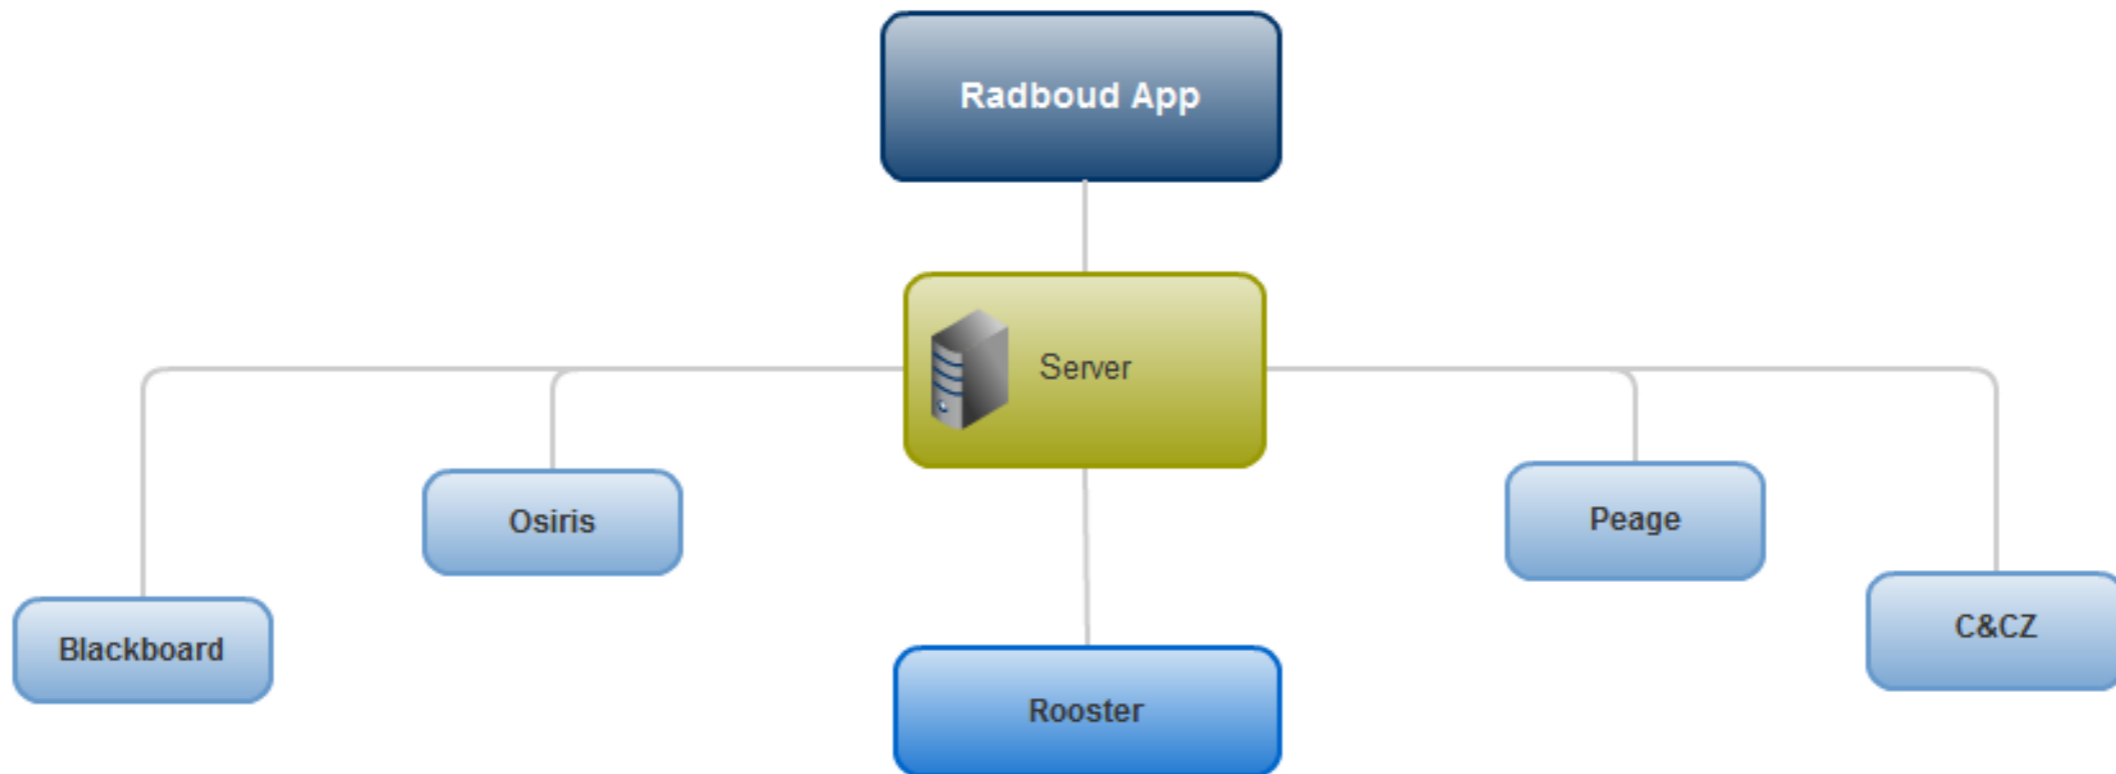 Radboud App
Server
Osiris
Peage
Blackboard
C&CZ
Rooster